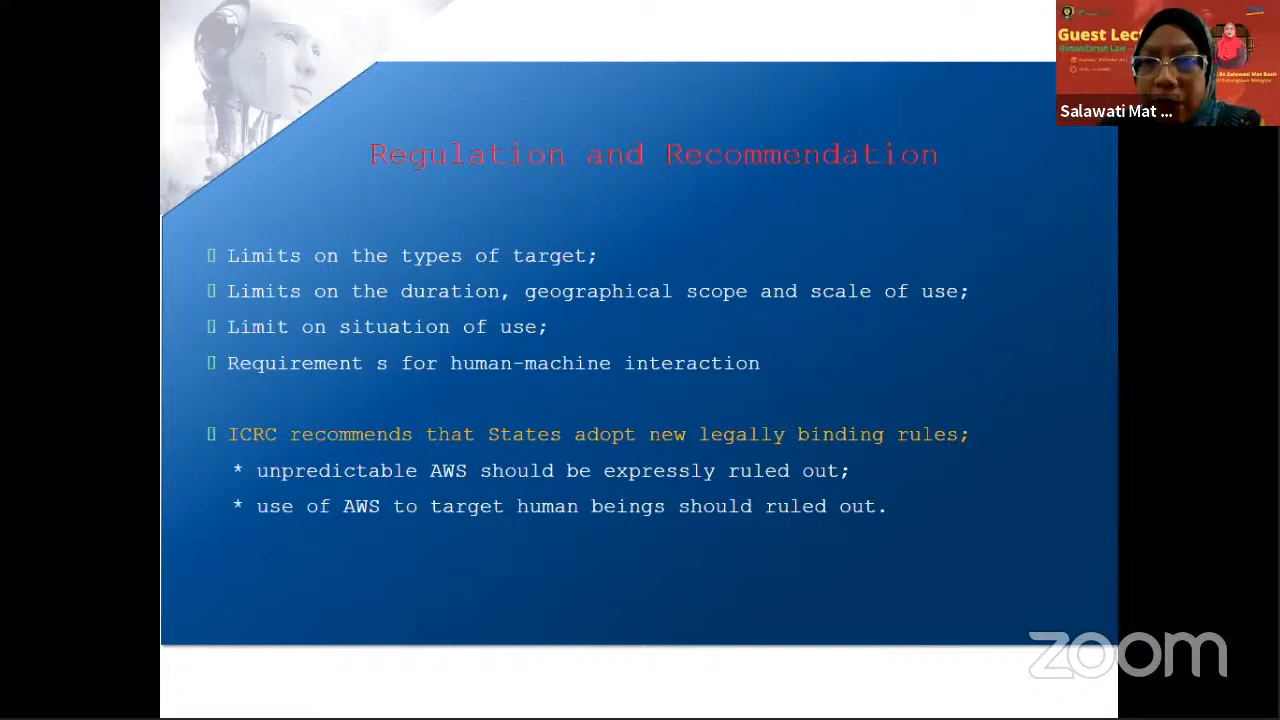 Guest Lec
Humanitarian Law
Salawati Mat ...
Regulation and Recommendation
Limits on the types of target;
Limits on the duration, geographical scope and scale of use;
Limit on situation of use;
Requirement s for human-machine interaction
ICRC recommends that States adopt new legally binding rules;
* unpredictable AWS should be expressly ruled out;
* use of AWS to target human beings should ruled out.
zoom